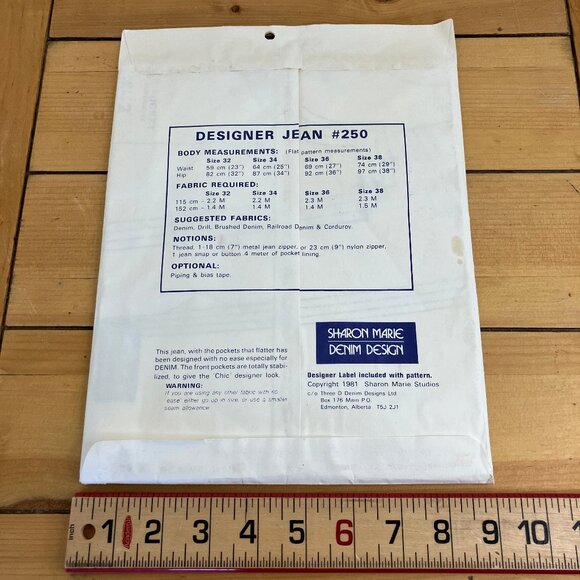 DESIGNER JEAN #250
BODY MEASUREMENTS: (Flat pattern measurements)
Size 32 Size 34 Size 36 Size 38
Waist 59 cm (23") 64 cm (25") 69 cm (27") 74 cm (29")
Hip 82 cm (32") 87 cm (34") 92 cm (36") 97 cm (38")
FABRIC REQUIRED:
Size 32 Size 34 Size 36 Size 38
115 cm - 2.2 M 2.2 M 2.3 M 2.3 M
152 cm - 1.4 M 1.4 M 1.4 M 1.5 M
SUGGESTED FABRICS:
Denim, Drill, Brushed Denim, Railroad Denim & Corduroy.
NOTIONS:
Thread, 1-18 cm (7") metal jean zipper, or 23 cm (9") nylon zipper,
1 jean snap or button .4 meter of pocket lining.
OPTIONAL:
Piping & bias tape.
This jean, with the pockets that flatter has
been designed with no ease especially for
DENIM. The front pockets are totally stabi-
lized, to give the 'Chic' designer look.
WARNING:
If you are using any other fabric with no
'ease' either go up in size, or use a smaller
seam allowance.
SHARON MARIE
DENIM DESIGN
Designer Label included with pattern.
Copyright 1981 Sharon Marie Studios
c/o Three D Denim Designs Ltd
Box 176 Main P.O.
Edmonton, Alberta T5J 2J1
inch 1 2 3 4 5 6 7 8 9 10